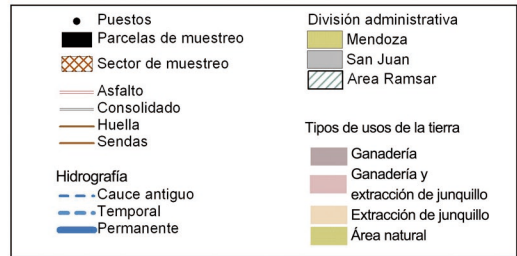 Puestos
Parcelas de muestreo
Sector de muestreo
Asfalto
Consolidado
Huella
Sendas
Hidrografía
Cauce antiguo
Temporal
Permanente
División administrativa
Mendoza
San Juan
Area Ramsar
Tipos de usos de la tierra
Ganadería
Ganadería y
extracción de junquillo
Extracción de junquillo
Área natural